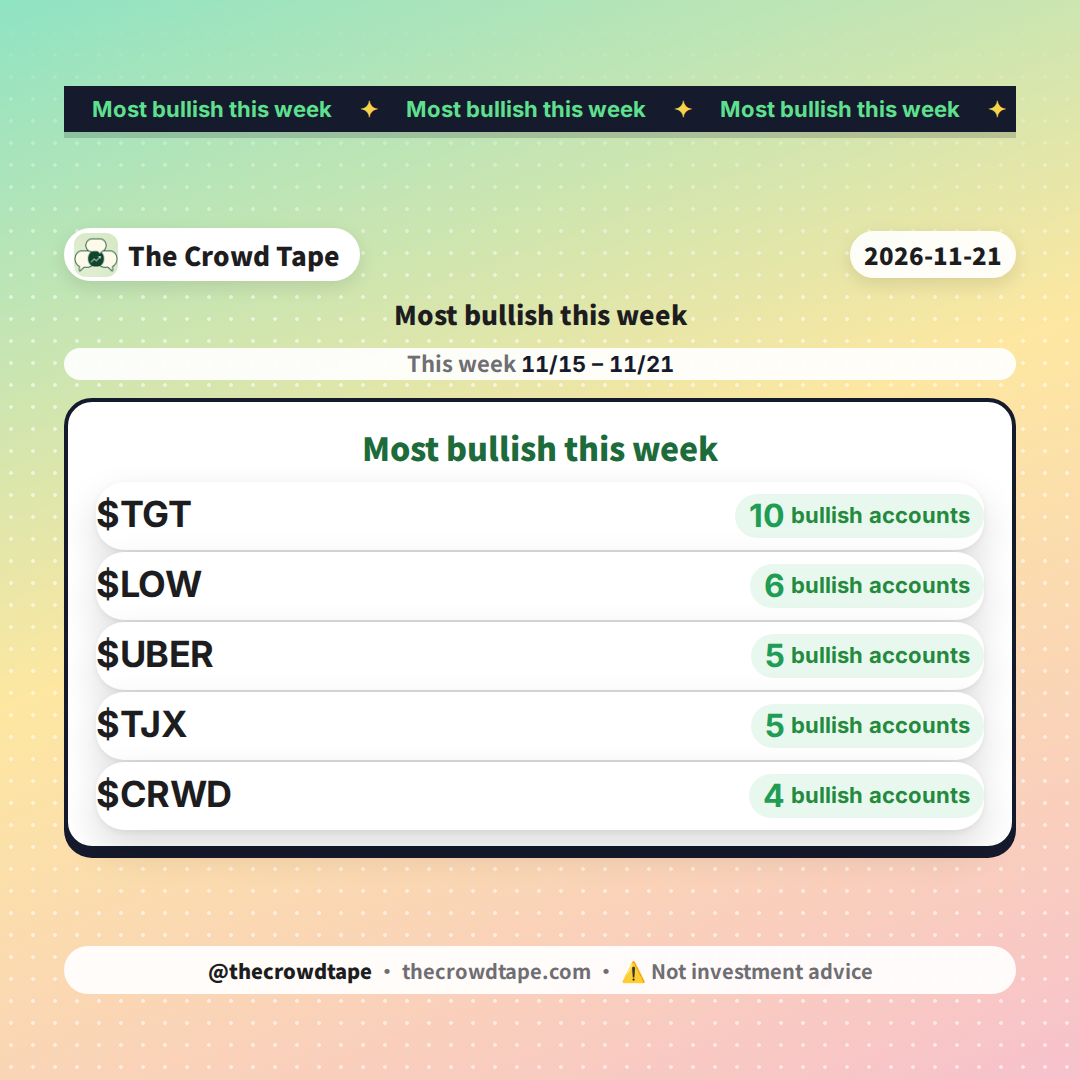 Most bullish this week ✦ Most bullish this week ✦ Most bullish this week ✦
The Crowd Tape
2026-11-21
Most bullish this week
This week 11/15 – 11/21
Most bullish this week
$TGT 10 bullish accounts
$LOW 6 bullish accounts
$UBER 5 bullish accounts
$TJX 5 bullish accounts
$CRWD 4 bullish accounts
@thecrowdtape • thecrowdtape.com • ⚠️ Not investment advice